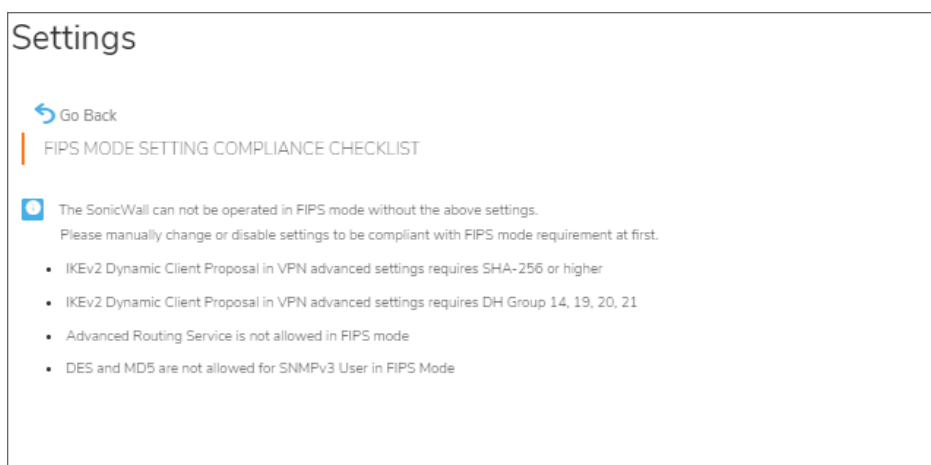 Settings
Go Back
FIPS MODE SETTING COMPLIANCE CHECKLIST
The SonicWall can not be operated in FIPS mode without the above settings.
Please manually change or disable settings to be compliant with FIPS mode requirement at first.
• IKEv2 Dynamic Client Proposal in VPN advanced settings requires SHA-256 or higher
• IKEv2 Dynamic Client Proposal in VPN advanced settings requires DH Group 14, 19, 20, 21
• Advanced Routing Service is not allowed in FIPS mode
• DES and MD5 are not allowed for SNMPv3 User in FIPS Mode